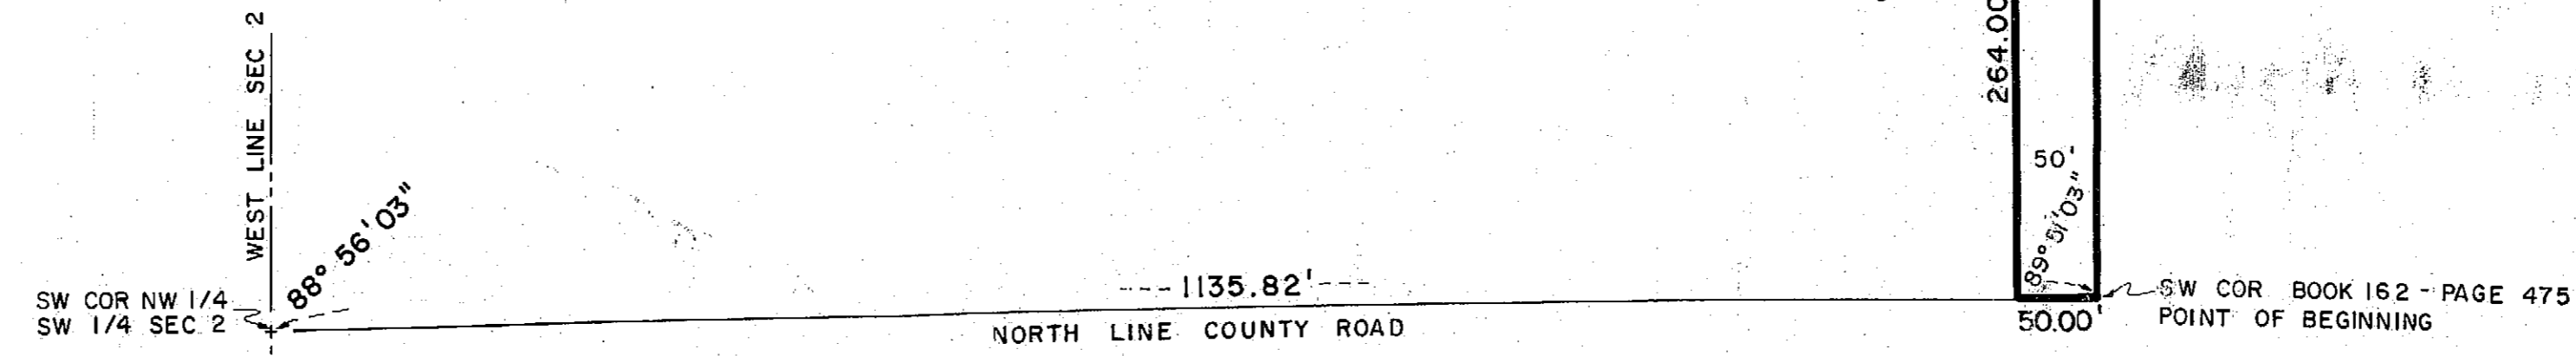 WEST LINE SEC 2
264.00
50'
88° 56' 03"
89° 51' 03"
---1135.82'---
SW COR NW 1/4
SW 1/4 SEC 2
NORTH LINE COUNTY ROAD
50.00'
SW COR BOOK 162 - PAGE 475
POINT OF BEGINNING